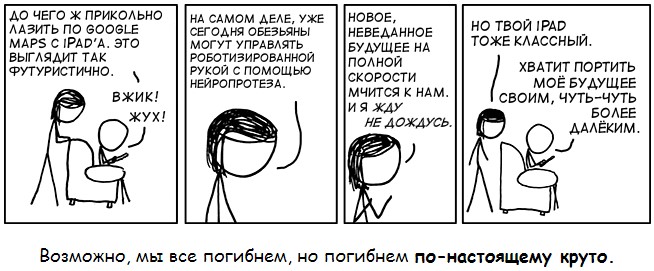 ДО ЧЕГО Ж ПРИКОЛЬНО
ЛАЗИТЬ ПО GOOGLE
MAPS С IPAD'А. ЭТО
ВЫГЛЯДИТ ТАК
ФУТУРИСТИЧНО.
ВЖИК!
ЖУХ!
НА САМОМ ДЕЛЕ, УЖЕ
СЕГОДНЯ ОБЕЗЬЯНЫ
МОГУТ УПРАВЛЯТЬ
РОБОТИЗИРОВАННОЙ
РУКОЙ С ПОМОЩЬЮ
НЕЙРОПРОТЕЗА.
НОВОЕ,
НЕВЕДАННОЕ
БУДУЩЕЕ НА
ПОЛНОЙ
СКОРОСТИ
МЧИТСЯ К НАМ.
И Я ЖДУ
НЕ ДОЖДУСЬ.
НО ТВОЙ IPAD
ТОЖЕ КЛАССНЫЙ.
ХВАТИТ ПОРТИТЬ
МОЁ БУДУЩЕЕ
СВОИМ, ЧУТЬ-ЧУТЬ
БОЛЕЕ
ДАЛЁКИМ.
Возможно, мы все погибнем, но погибнем по-настоящему круто.